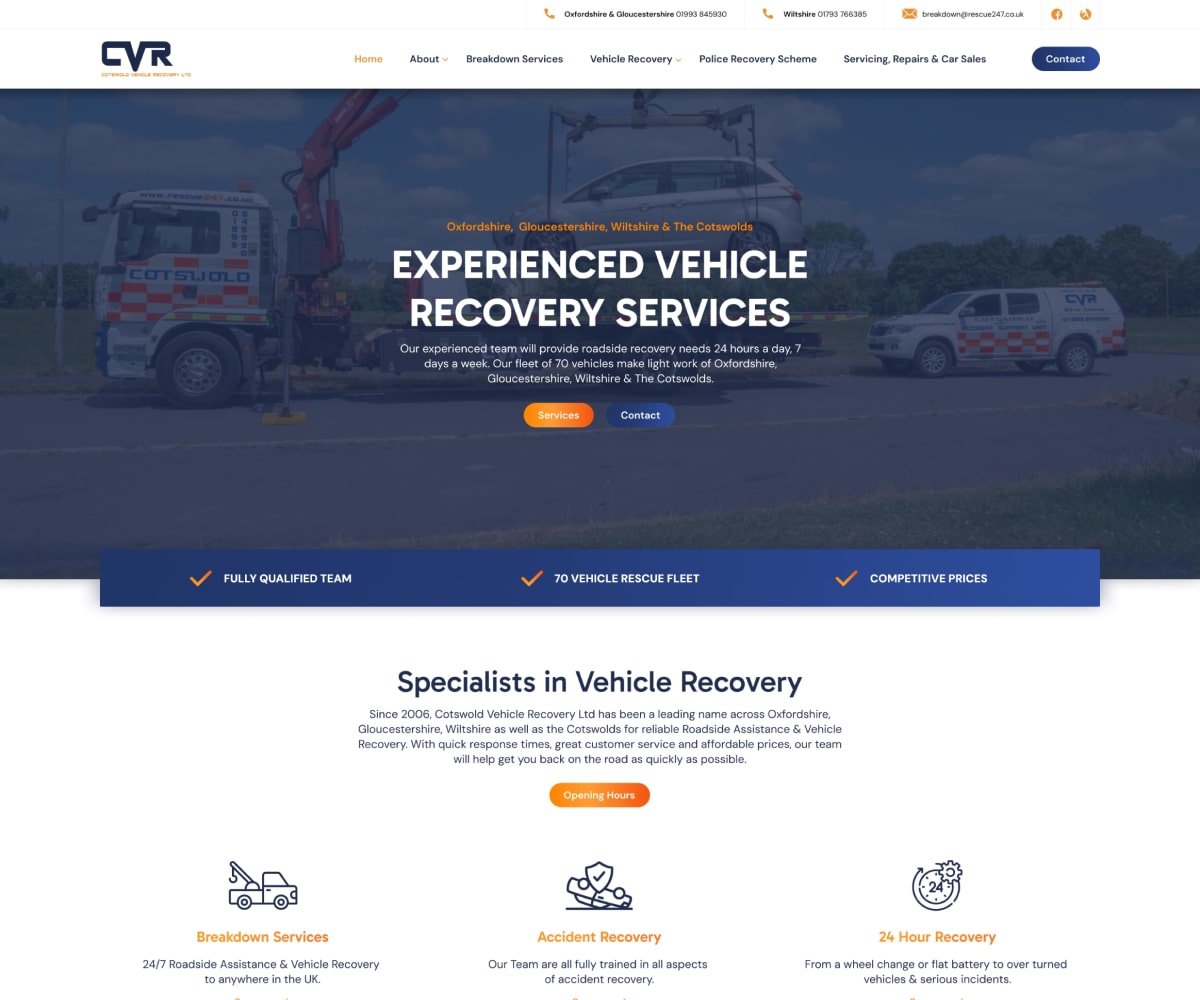 Oxfordshire & Gloucestershire 01993 845930
Wiltshire 01793 766385
breakdown@rescue247.co.uk
CVR
COTSWOLD VEHICLE RECOVERY LTD
Home
About
Breakdown Services
Vehicle Recovery
Police Recovery Scheme
Servicing, Repairs & Car Sales
Contact
www.rescue247.co.uk
COTSWOLD
CVR
ACCIDENT SUPPORT UNIT
Oxfordshire, Gloucestershire, Wiltshire & The Cotswolds
EXPERIENCED VEHICLE
RECOVERY SERVICES
Our experienced team will provide roadside recovery needs 24 hours a day, 7
days a week. Our fleet of 70 vehicles make light work of Oxfordshire,
Gloucestershire, Wiltshire & The Cotswolds.
Services
Contact
FULLY QUALIFIED TEAM
70 VEHICLE RESCUE FLEET
COMPETITIVE PRICES
Specialists in Vehicle Recovery
Since 2006, Cotswold Vehicle Recovery Ltd has been a leading name across Oxfordshire,
Gloucestershire, Wiltshire as well as the Cotswolds for reliable Roadside Assistance & Vehicle
Recovery. With quick response times, great customer service and affordable prices, our team
will help get you back on the road as quickly as possible.
Opening Hours
24
Breakdown Services
24/7 Roadside Assistance & Vehicle Recovery
to anywhere in the UK.
Accident Recovery
Our Team are all fully trained in all aspects
of accident recovery.
24 Hour Recovery
From a wheel change or flat battery to over turned
vehicles & serious incidents.